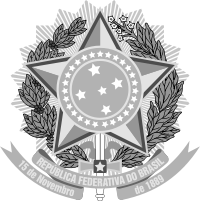 REPÚBLICA FEDERATIVA DO BRASIL
15 de Novembro
de 1889